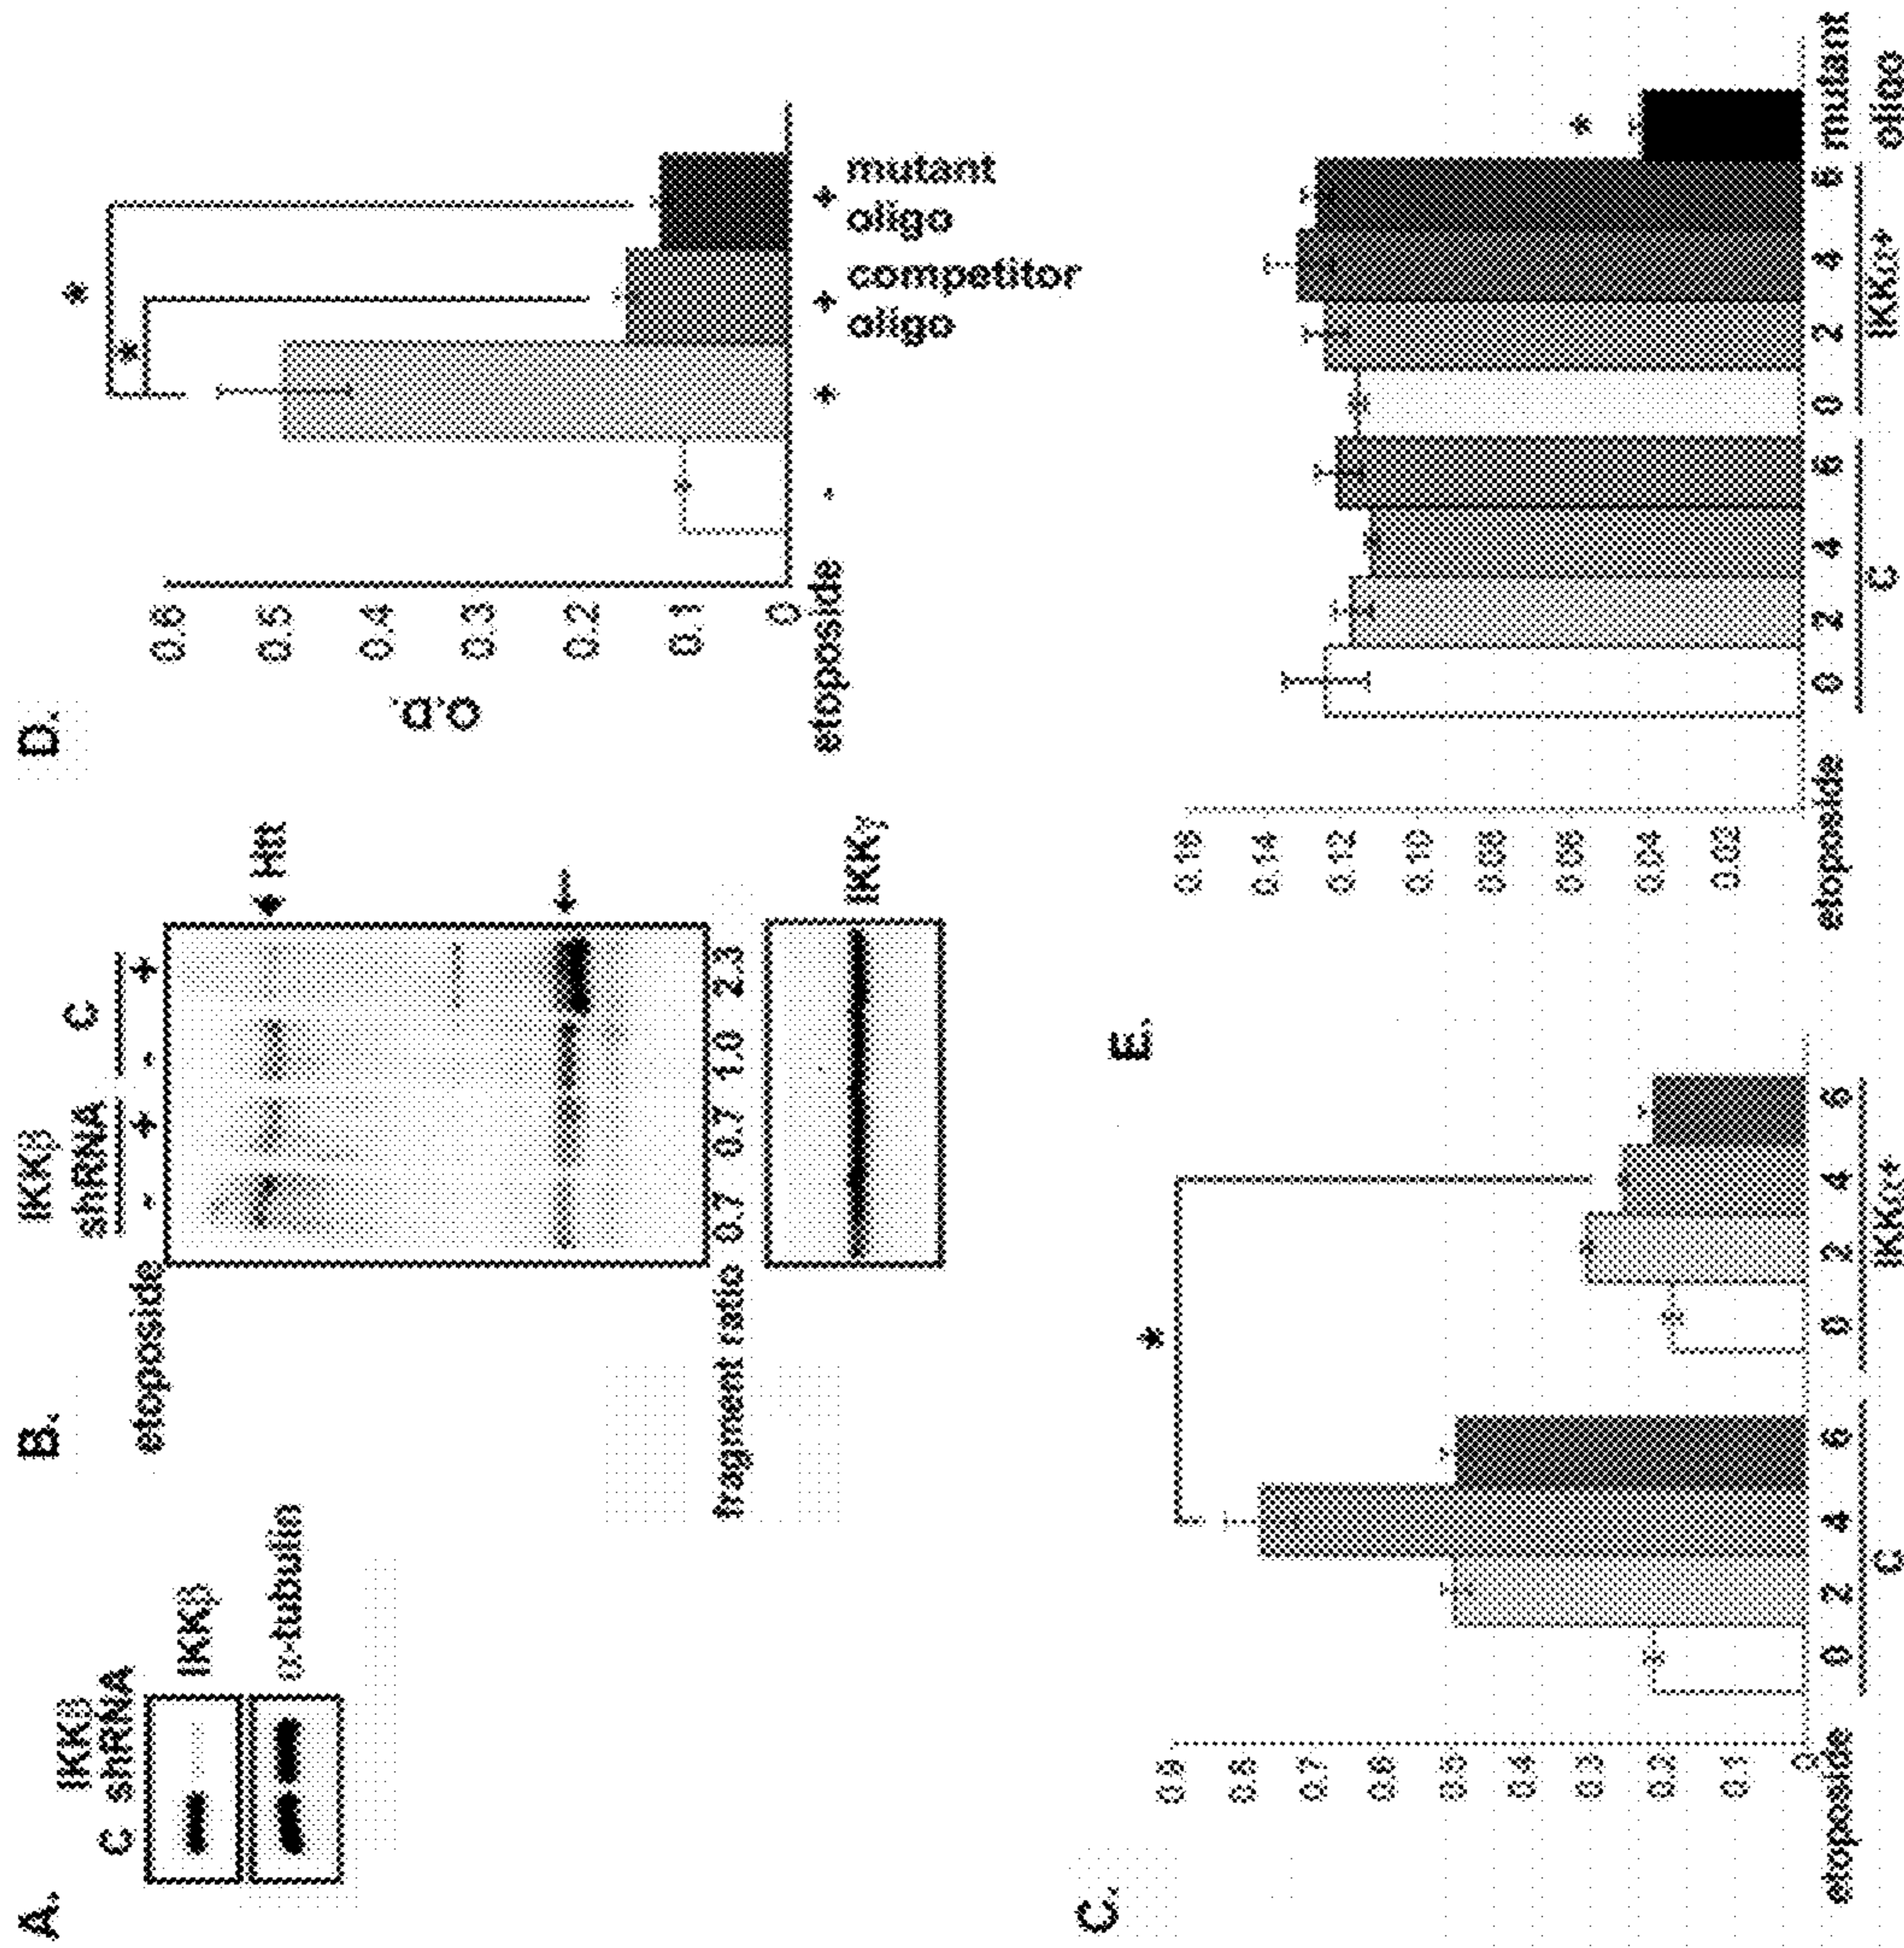 A.
C
IKKβ
shRNA
IKKβ
α-tubulin
B.
IKKβ
shRNA
C
etoposide
- + - +
Htt
fragment ratio 0.7 0.7 1.0 2.3
IKKγ
D.
O.D.
0.6
0.5
0.4
0.3
0.2
0.1
0
etoposide
- + + +
competitor
oligo
mutant
oligo
*
*
C.
0.9
0.8
0.7
0.6
0.5
0.4
0.3
0.2
0.1
0
etoposide
0 2 4 6 0 2 4 6
C
IKKα+
*
E.
0.16
0.14
0.12
0.10
0.08
0.06
0.04
0.02
etoposide
0 2 4 6 0 2 4 6
mutant
oligo
C
IKKα+
*